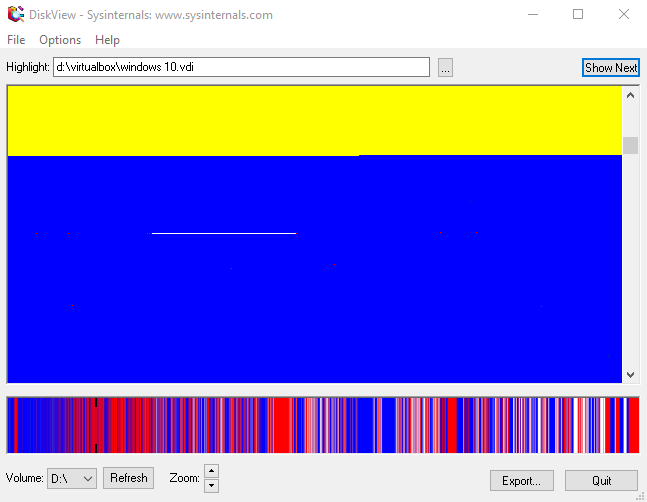 DiskView - Sysinternals: www.sysinternals.com
File Options Help
Highlight: d:\virtualbox\windows 10.vdi ... Show Next
Volume: D:\ Refresh Zoom: Export... Quit